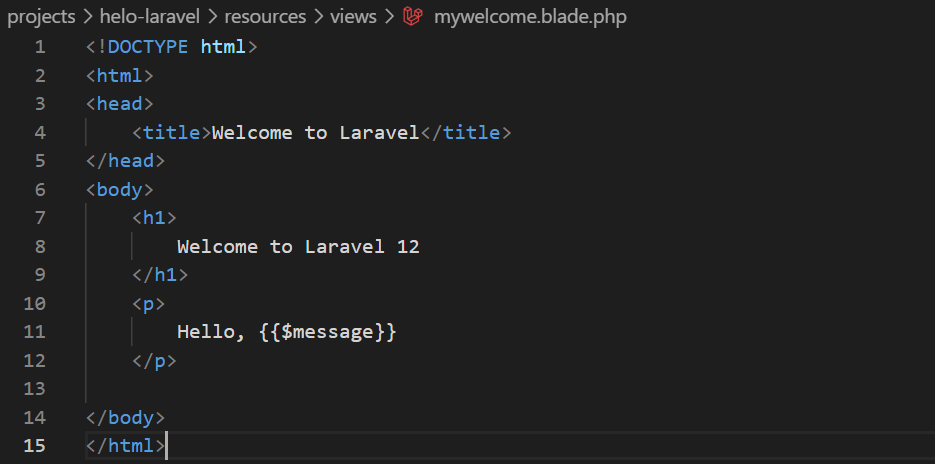 projects > helo-laravel > resources > views > mywelcome.blade.php
1 <!DOCTYPE html>
2 <html>
3 <head>
4     <title>Welcome to Laravel</title>
5 </head>
6 <body>
7     <h1>
8         Welcome to Laravel 12
9     </h1>
10     <p>
11         Hello, {{$message}}
12     </p>
13
14 </body>
15 </html>